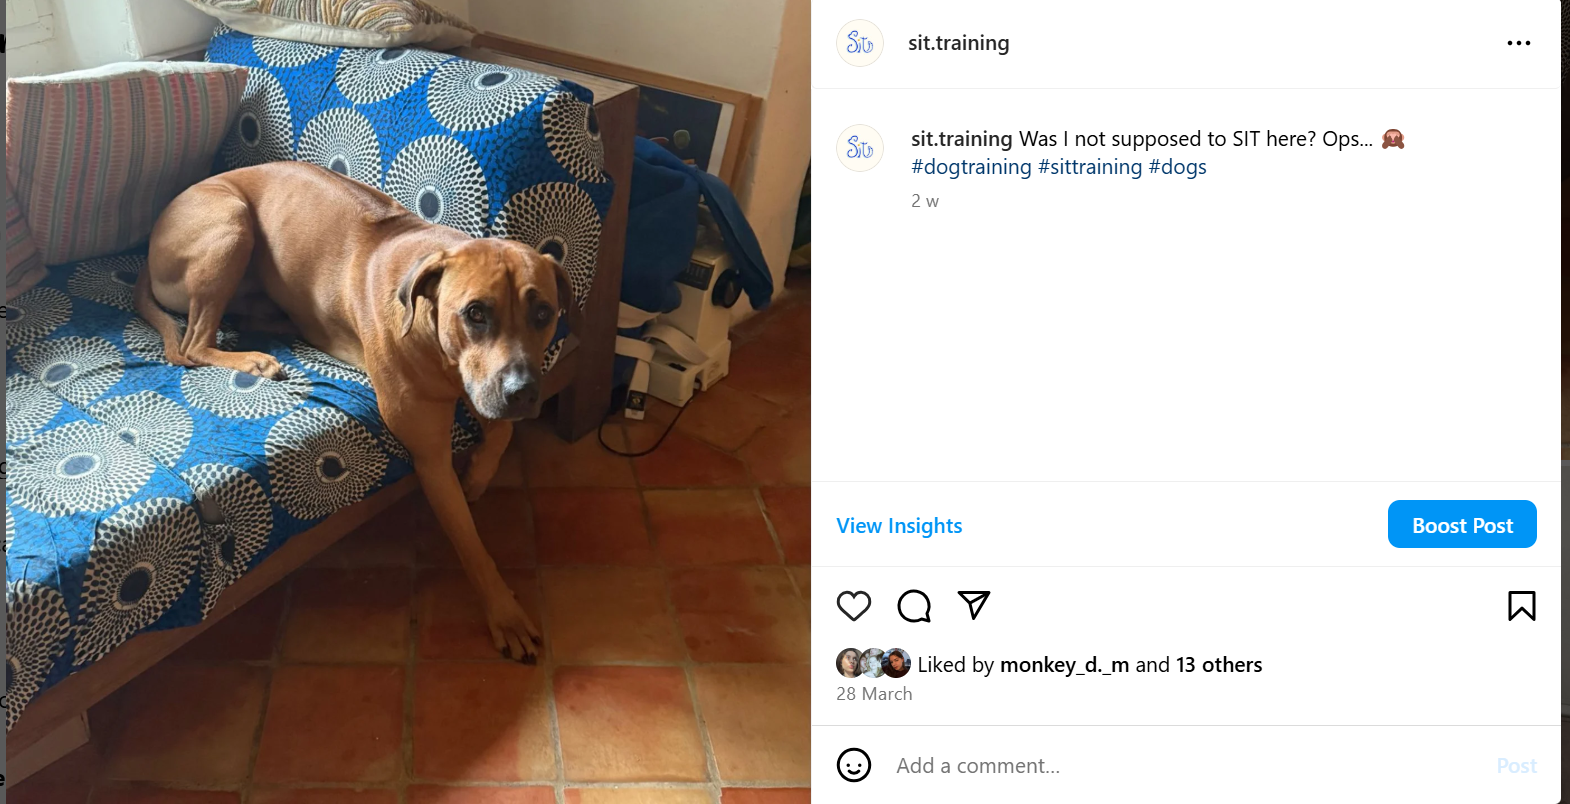 Sit
sit.training
Sit
sit.training Was I not supposed to SIT here? Ops... 🙈
#dogtraining #sittraining #dogs
2 w
View Insights
Boost Post
Liked by monkey_d._m and 13 others
28 March
Add a comment...
Post